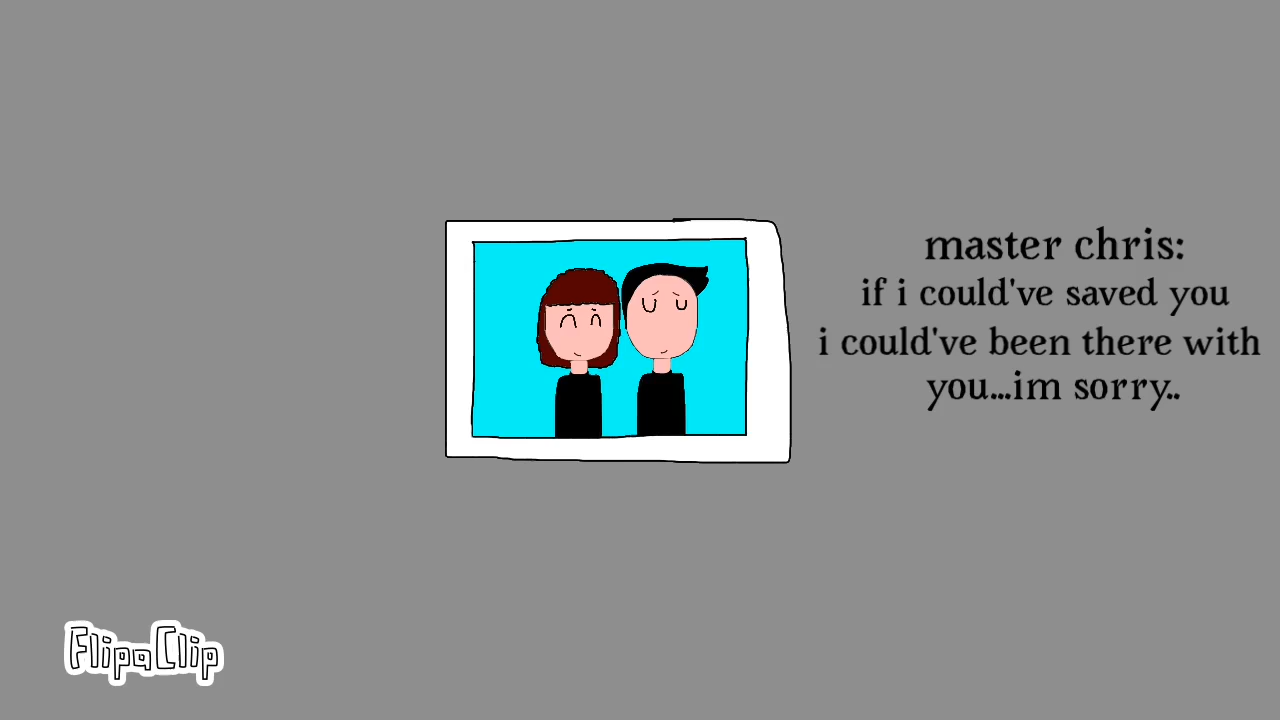 master chris:
if i could've saved you
i could've been there with
you...im sorry..
FlipaClip